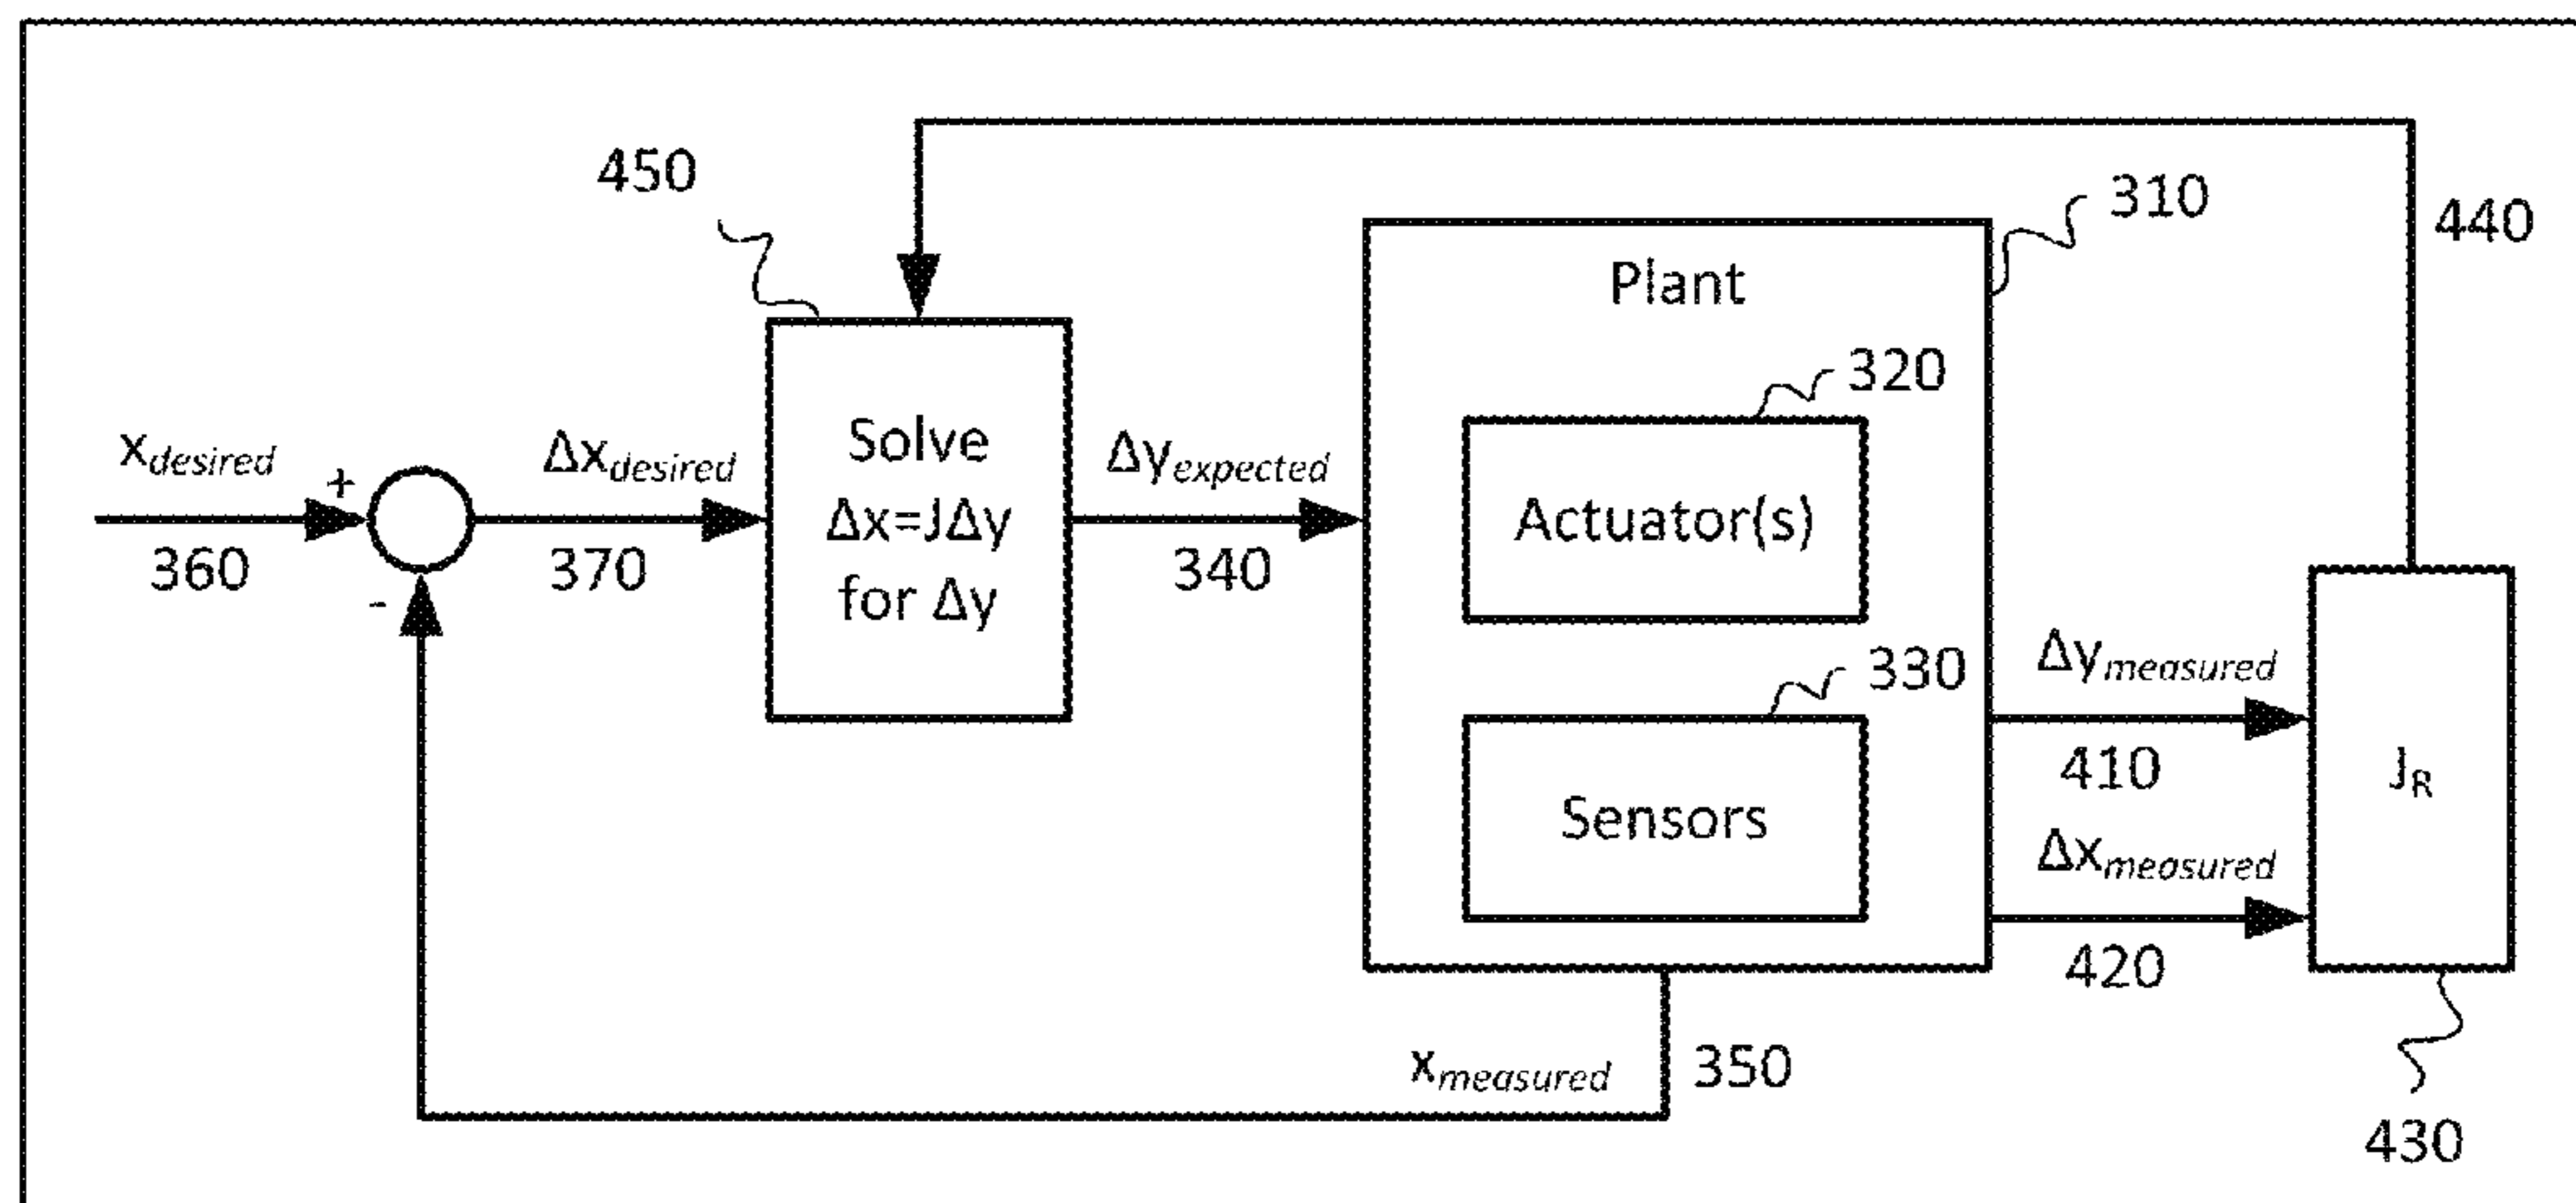 450
310
440
Plant
320
xdesired
+
360
Δxdesired
370
Solve
Δx=JΔy
for Δy
Δyexpected
340
Actuator(s)
-
330
Sensors
Δymeasured
410
Δxmeasured
420
JR
xmeasured
350
430